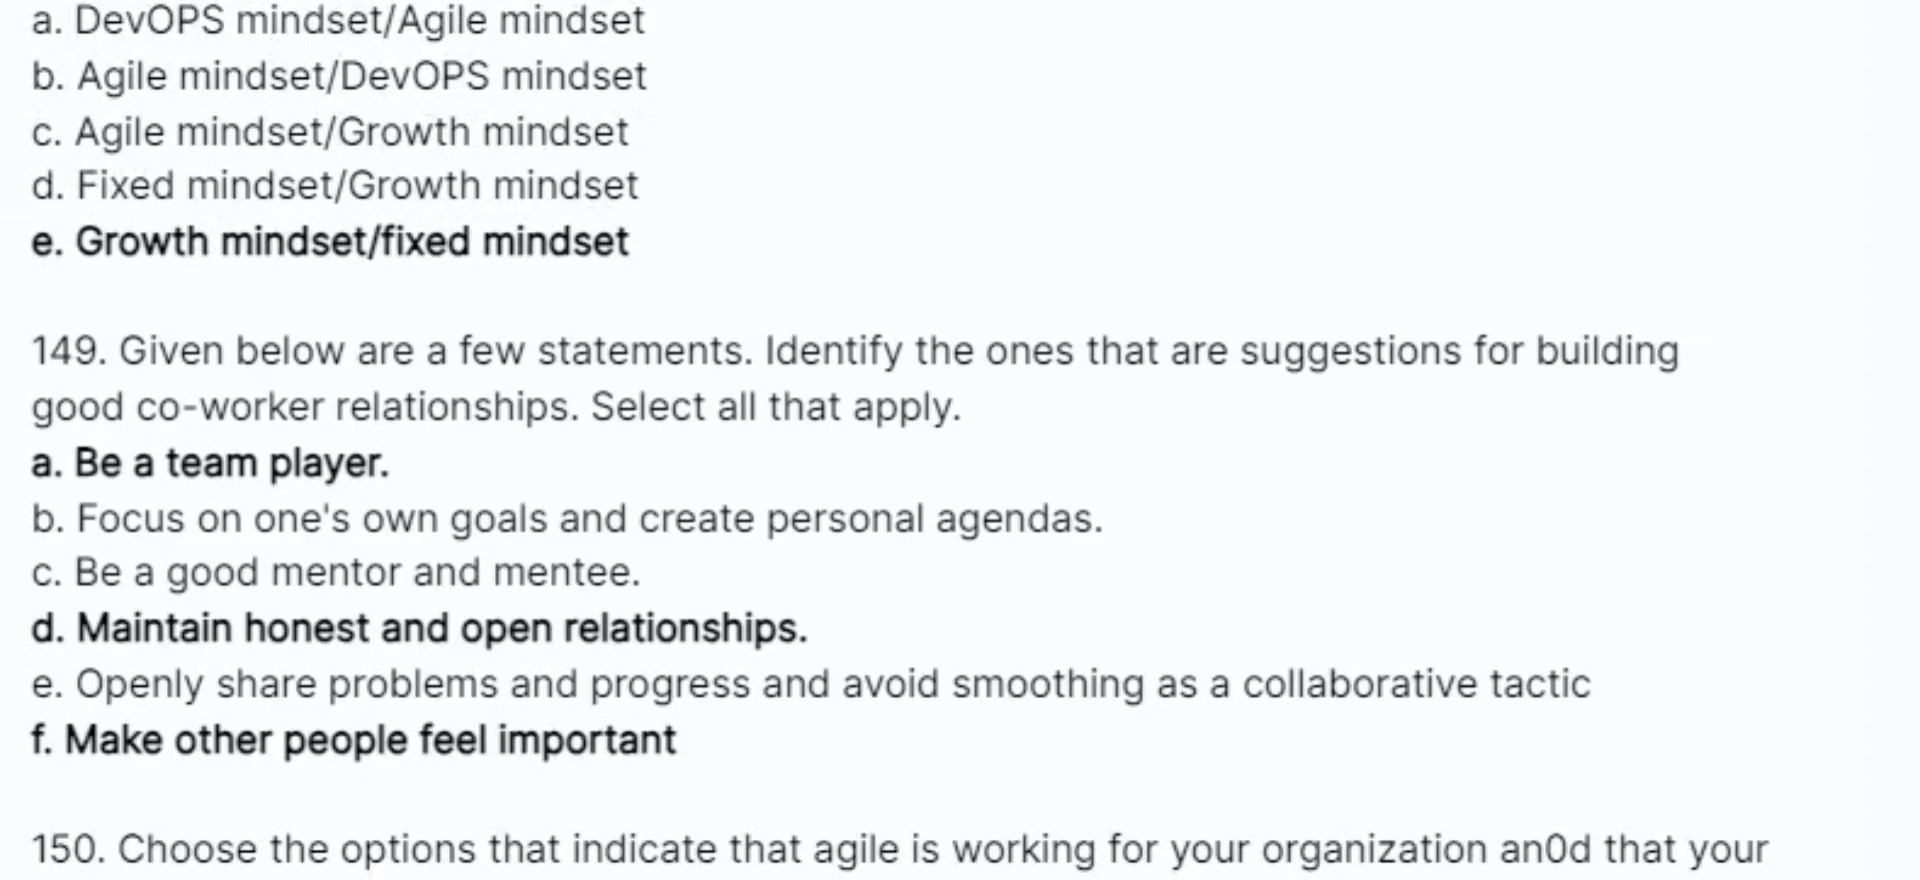 a. DevOPS mindset/Agile mindset
b. Agile mindset/DevOPS mindset
c. Agile mindset/Growth mindset
d. Fixed mindset/Growth mindset
e. Growth mindset/fixed mindset
149. Given below are a few statements. Identify the ones that are suggestions for building
good co-worker relationships. Select all that apply.
a. Be a team player.
b. Focus on one's own goals and create personal agendas.
c. Be a good mentor and mentee.
d. Maintain honest and open relationships.
e. Openly share problems and progress and avoid smoothing as a collaborative tactic
f. Make other people feel important
150. Choose the options that indicate that agile is working for your organization an0d that your